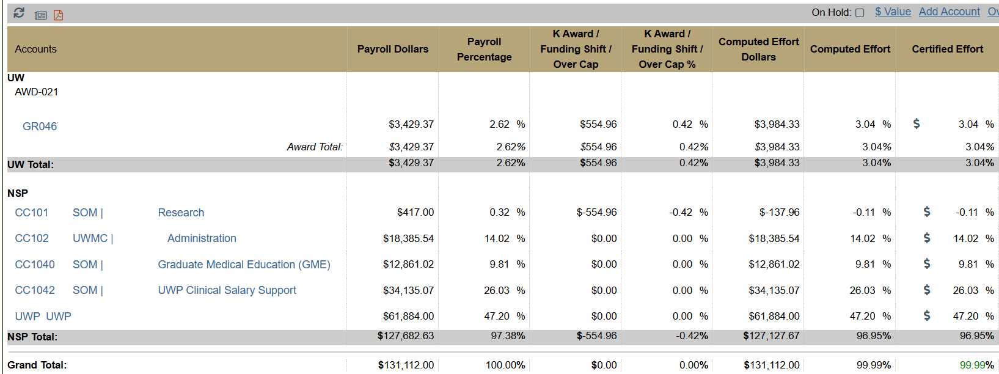 On Hold: $ Value Add Account Ov
Accounts Payroll Dollars Payroll Percentage K Award / Funding Shift / Over Cap K Award / Funding Shift / Over Cap % Computed Effort Dollars Computed Effort Certified Effort
UW
AWD-021
GR046 $3,429.37 2.62 % $554.96 0.42 % $3,984.33 3.04 % $ 3.04 %
Award Total: $3,429.37 2.62% $554.96 0.42% $3,984.33 3.04% 3.04%
UW Total: $3,429.37 2.62% $554.96 0.42% $3,984.33 3.04% 3.04%
NSP
CC101 SOM | Research $417.00 0.32 % $-554.96 -0.42 % $-137.96 -0.11 % $ -0.11 %
CC102 UWMC | Administration $18,385.54 14.02 % $0.00 0.00 % $18,385.54 14.02 % $ 14.02 %
CC1040 SOM | Graduate Medical Education (GME) $12,861.02 9.81 % $0.00 0.00 % $12,861.02 9.81 % $ 9.81 %
CC1042 SOM | UWP Clinical Salary Support $34,135.07 26.03 % $0.00 0.00 % $34,135.07 26.03 % $ 26.03 %
UWP UWP $61,884.00 47.20 % $0.00 0.00 % $61,884.00 47.20 % $ 47.20 %
NSP Total: $127,682.63 97.38% $-554.96 -0.42% $127,127.67 96.95% 96.95%
Grand Total: $131,112.00 100.00% $0.00 0.00% $131,112.00 99.99% 99.99%